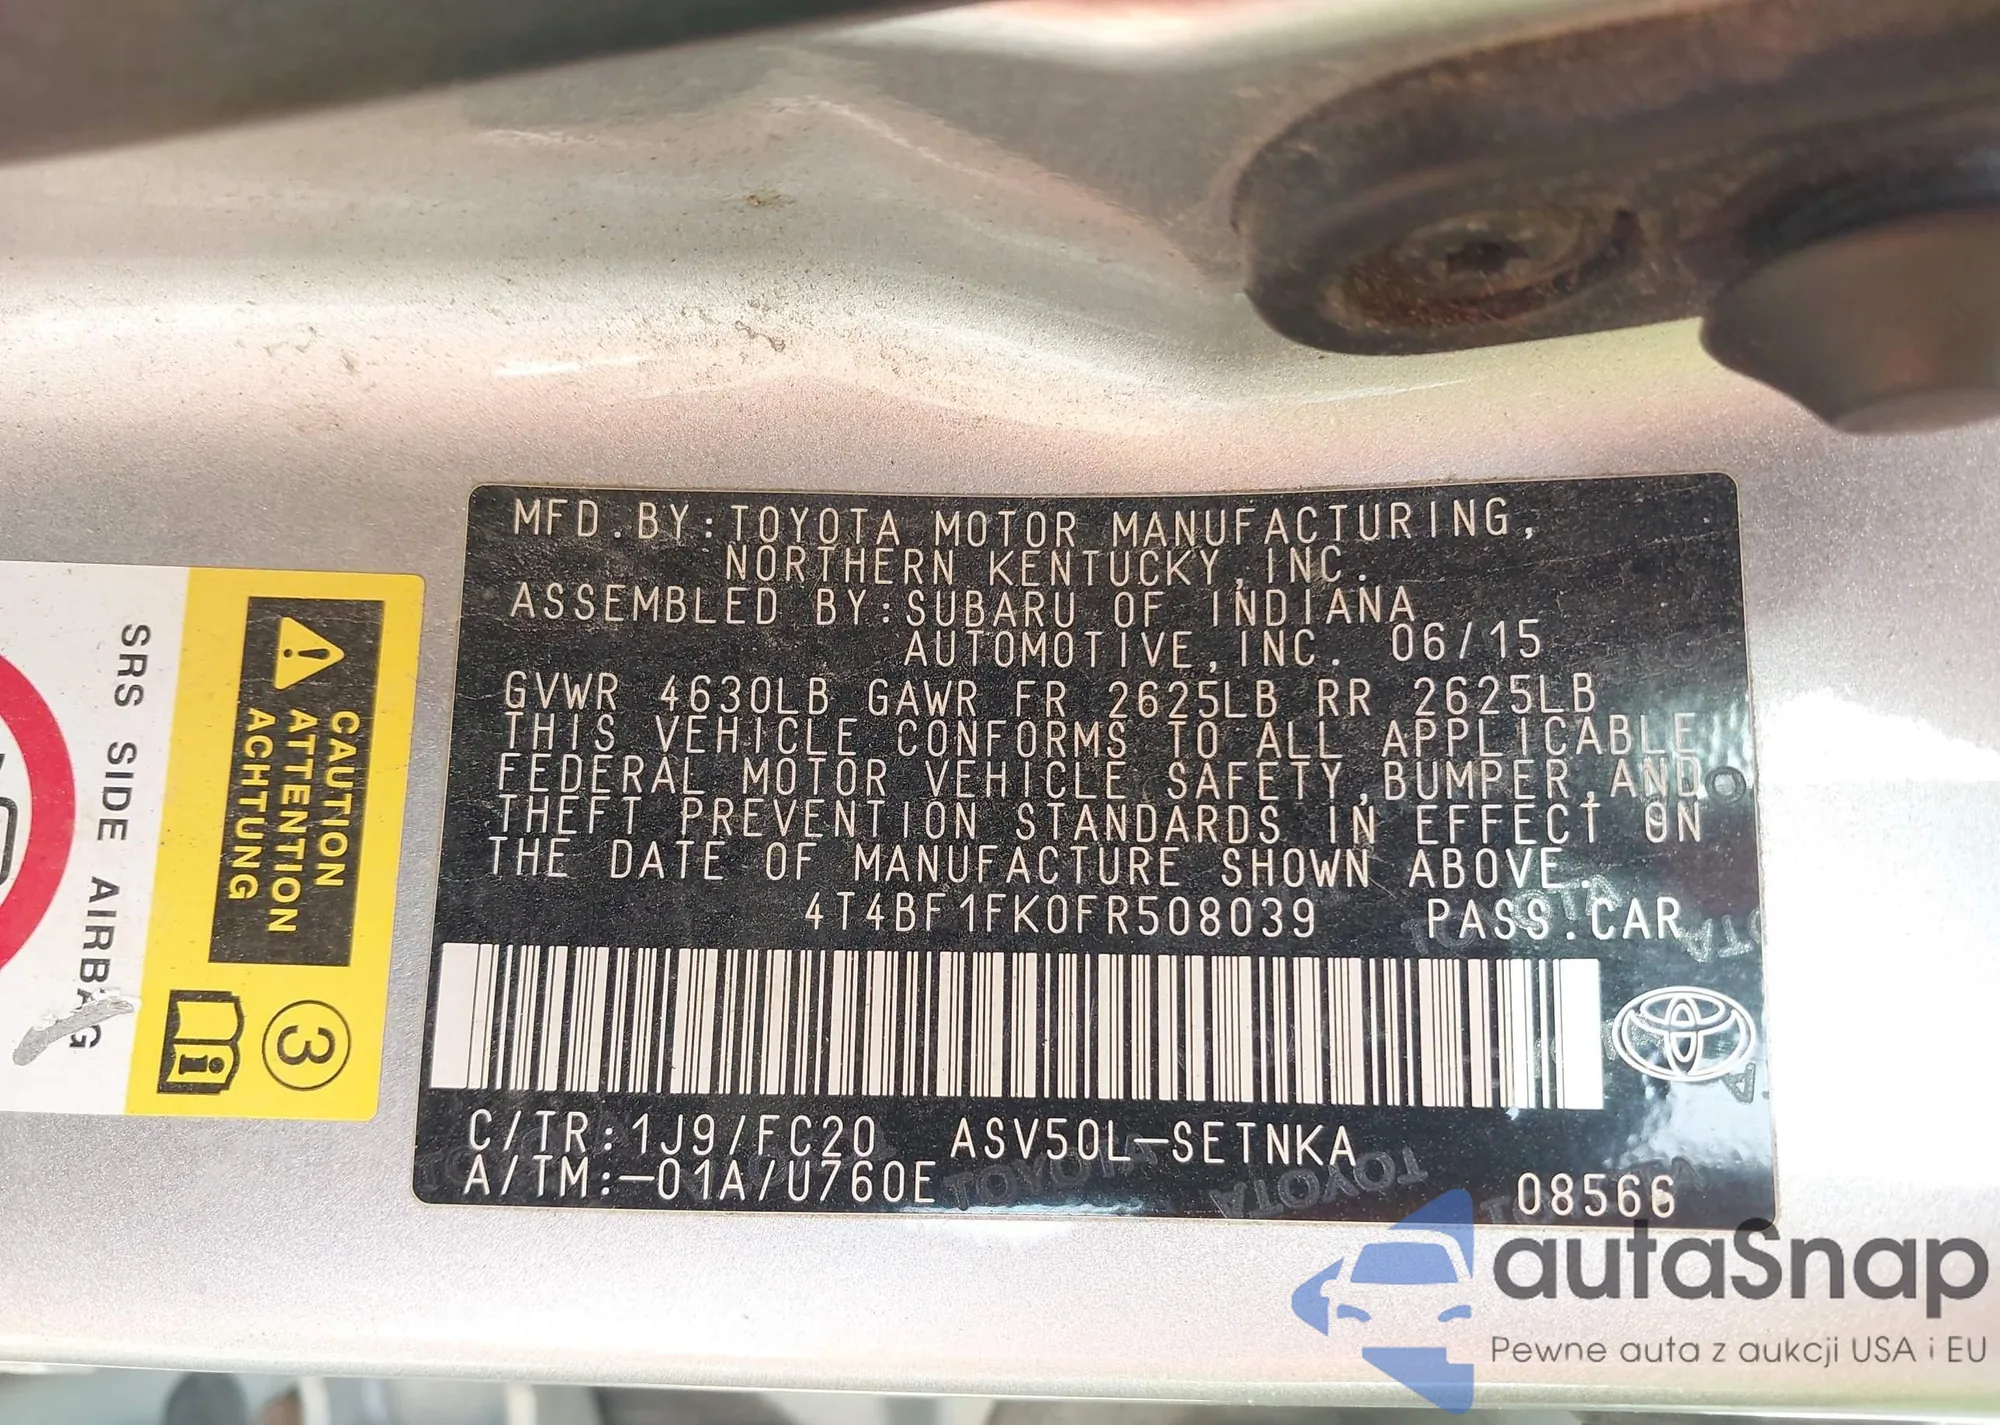 MFD.BY:TOYOTA MOTOR MANUFACTURING,
NORTHERN KENTUCKY,INC.
ASSEMBLED BY:SUBARU OF INDIANA
AUTOMOTIVE,INC. 06/15
GVWR 4630LB GAWR FR 2625LB RR 2625LB
THIS VEHICLE CONFORMS TO ALL APPLICABLE
FEDERAL MOTOR VEHICLE SAFETY,BUMPER,AND
THEFT PREVENTION STANDARDS IN EFFECT ON
THE DATE OF MANUFACTURE SHOWN ABOVE.
4T4BF1FK0FR508039 PASS.CAR
C/TR:1J9/FC20 ASV50L-SETNKA
A/TM:-01A/U760E
08566
SRS SIDE AIRBAG
CAUTION
ATTENTION
ACHTUNG
3
autaSnap
Pewne auta z aukcji USA i EU